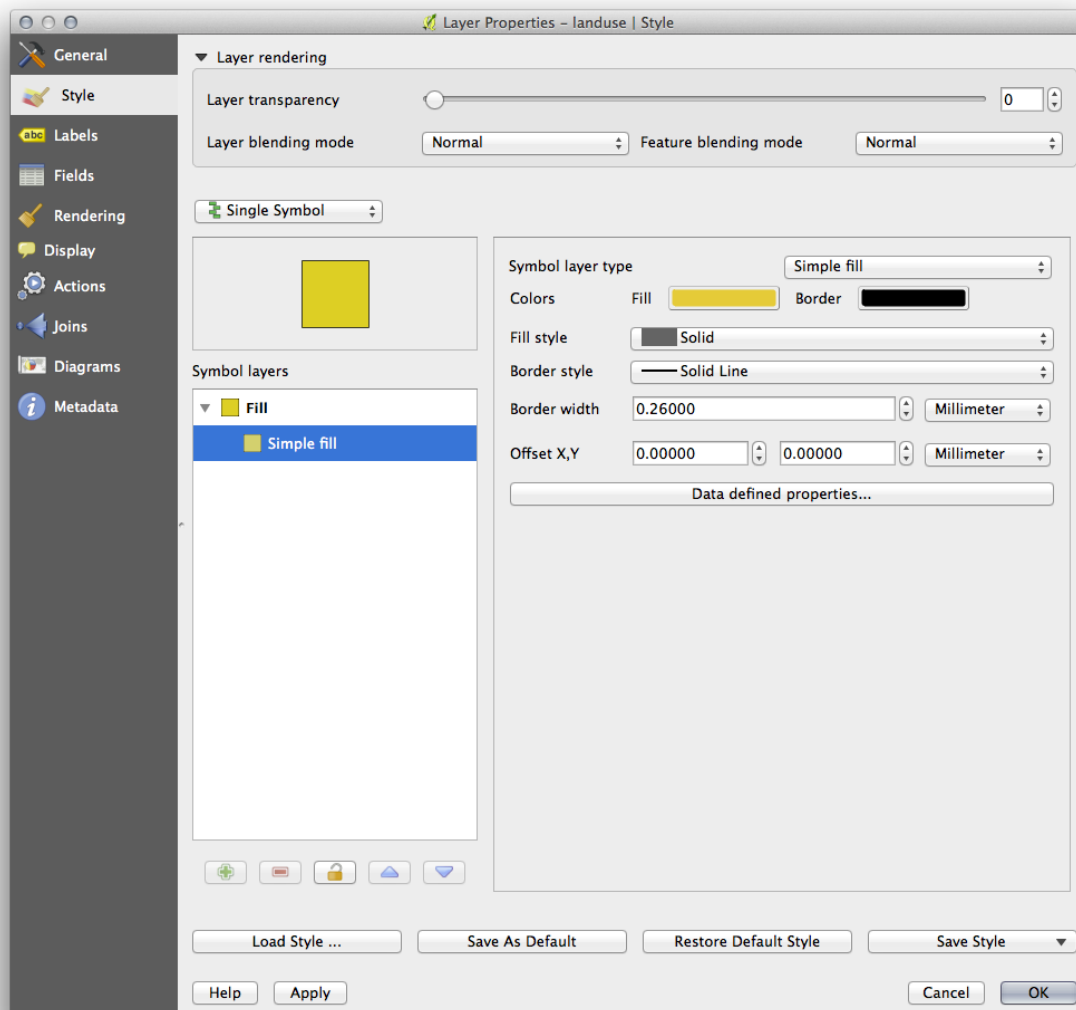 Layer Properties - landuse | Style
General
Style
abc Labels
Fields
Rendering
Display
Actions
Joins
Diagrams
i Metadata
Layer rendering
Layer transparency 0
Layer blending mode Normal Feature blending mode Normal
Single Symbol
Symbol layers
Fill
Simple fill
Symbol layer type Simple fill
Colors Fill Border
Fill style Solid
Border style Solid Line
Border width 0.26000 Millimeter
Offset X,Y 0.00000 0.00000 Millimeter
Data defined properties...
Load Style ... Save As Default Restore Default Style Save Style
Help Apply Cancel OK